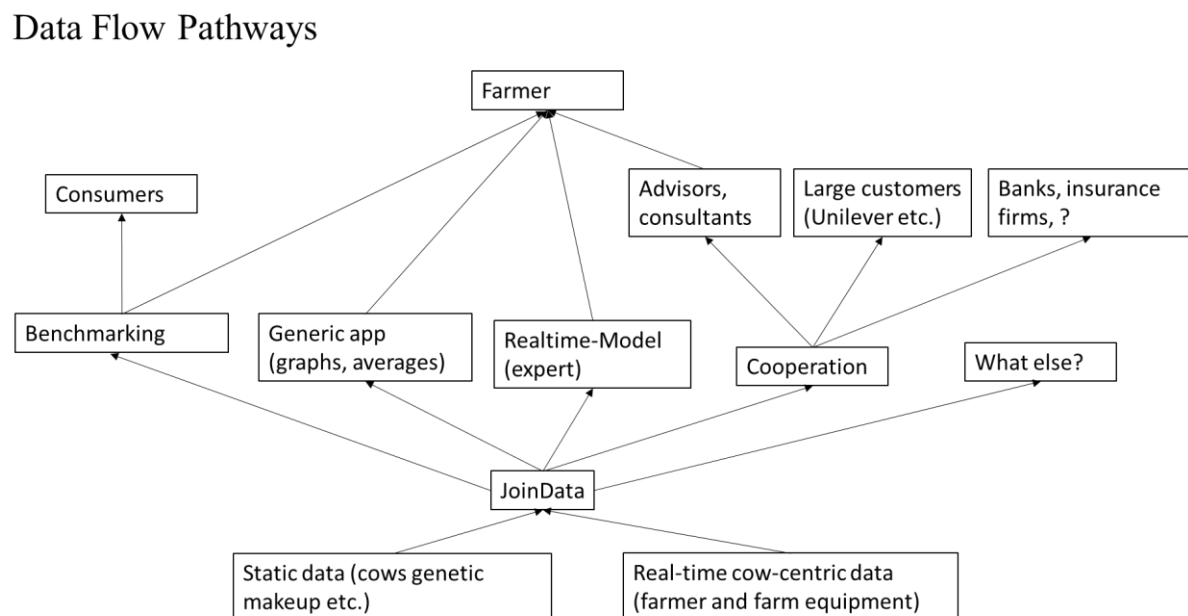 Data Flow Pathways
Farmer
Consumers
Advisors,
consultants
Large customers
(Unilever etc.)
Banks, insurance
firms, ?
Benchmarking
Generic app
(graphs, averages)
Realtime-Model
(expert)
Cooperation
What else?
JoinData
Static data (cows genetic
makeup etc.)
Real-time cow-centric data
(farmer and farm equipment)